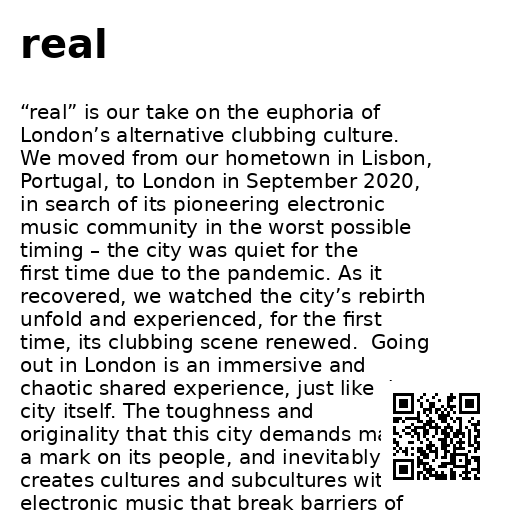 real
“real” is our take on the euphoria of
London’s alternative clubbing culture.
We moved from our hometown in Lisbon,
Portugal, to London in September 2020,
in search of its pioneering electronic
music community in the worst possible
timing – the city was quiet for the
first time due to the pandemic. As it
recovered, we watched the city’s rebirth
unfold and experienced, for the first
time, its clubbing scene renewed.  Going
out in London is an immersive and
chaotic shared experience, just like
city itself. The toughness and
originality that this city demands
a mark on its people, and inevitably
creates cultures and subcultures
electronic music that break barriers of